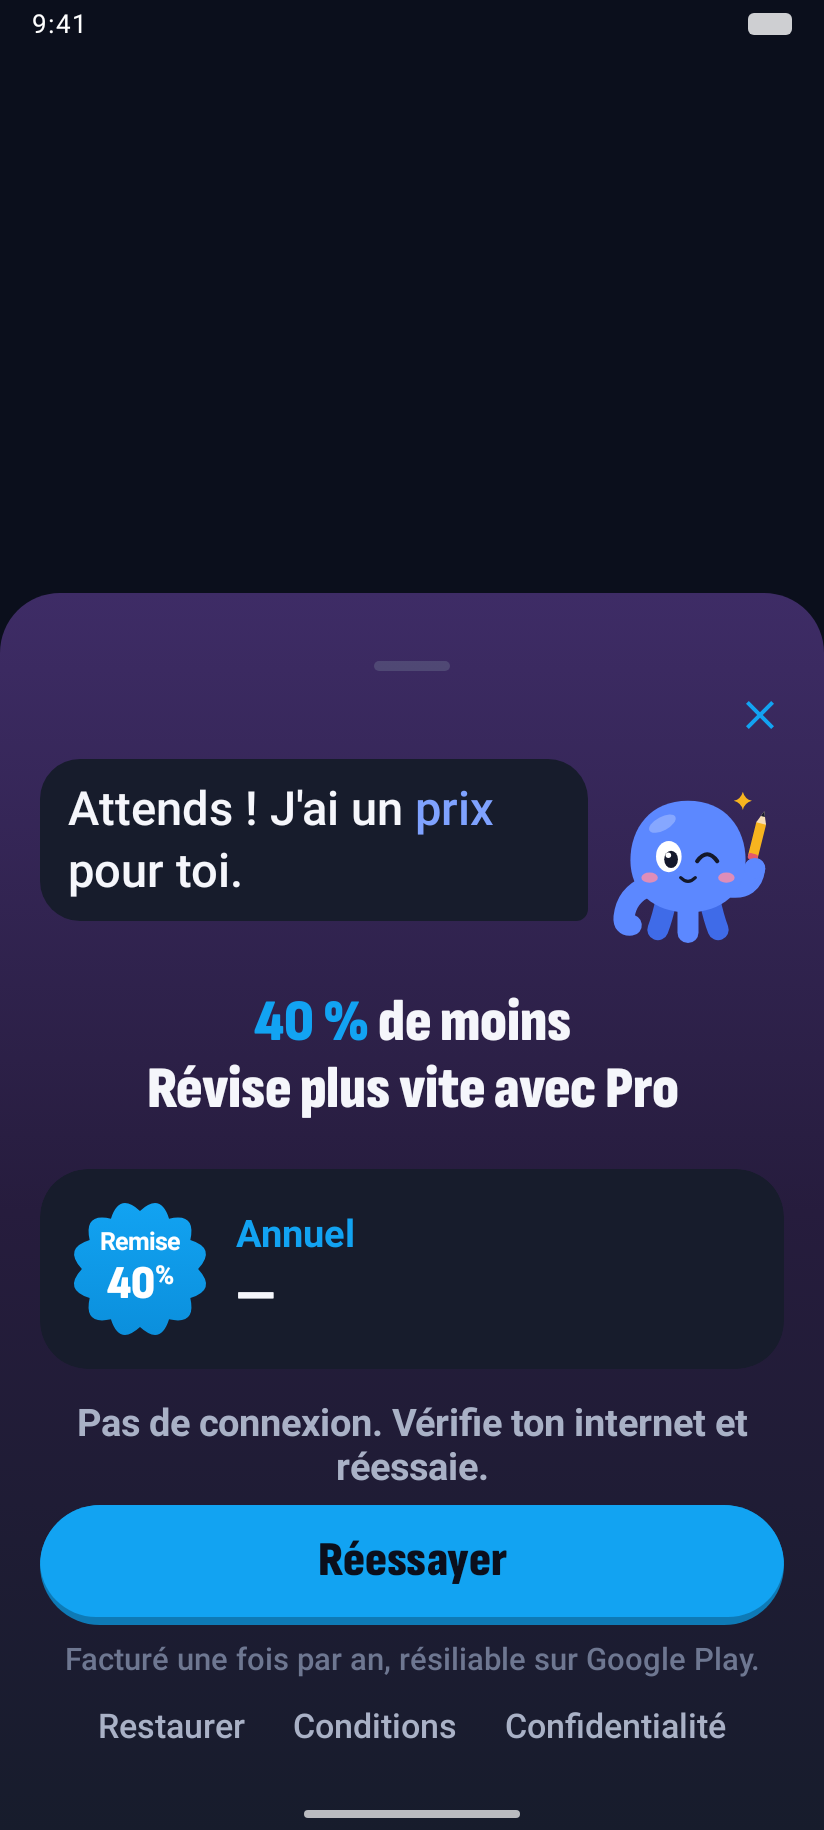 9:41
Attends ! J'ai un prix
pour toi.
40 % de moins
Révise plus vite avec Pro
Remise
40%
Annuel
—
Pas de connexion. Vérifie ton internet et
réessaie.
Réessayer
Facturé une fois par an, résiliable sur Google Play.
Restaurer Conditions Confidentialité